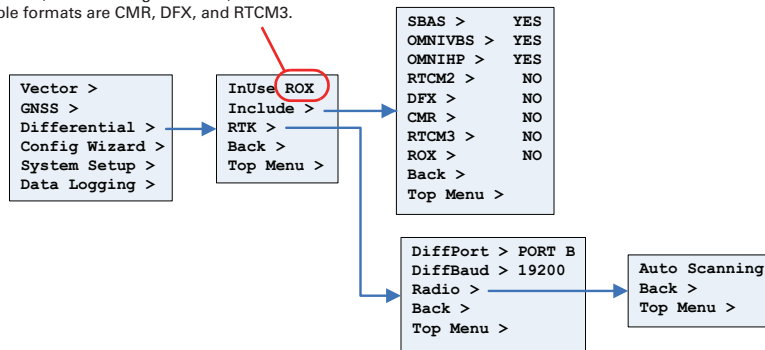 ble formats are CMR, DFX, and RTCM3.
Vector >
GNSS >
Differential >
Config Wizard >
System Setup >
Data Logging >
InUse ROX
Include >
RTK >
Back >
Top Menu >
SBAS > YES
OMNIVBS > YES
OMNIHP > YES
RTCM2 > NO
DFX > NO
CMR > NO
RTCM3 > NO
ROX > NO
Back >
Top Menu >
DiffPort > PORT B
DiffBaud > 19200
Radio >
Back >
Top Menu >
Auto Scanning
Back >
Top Menu >